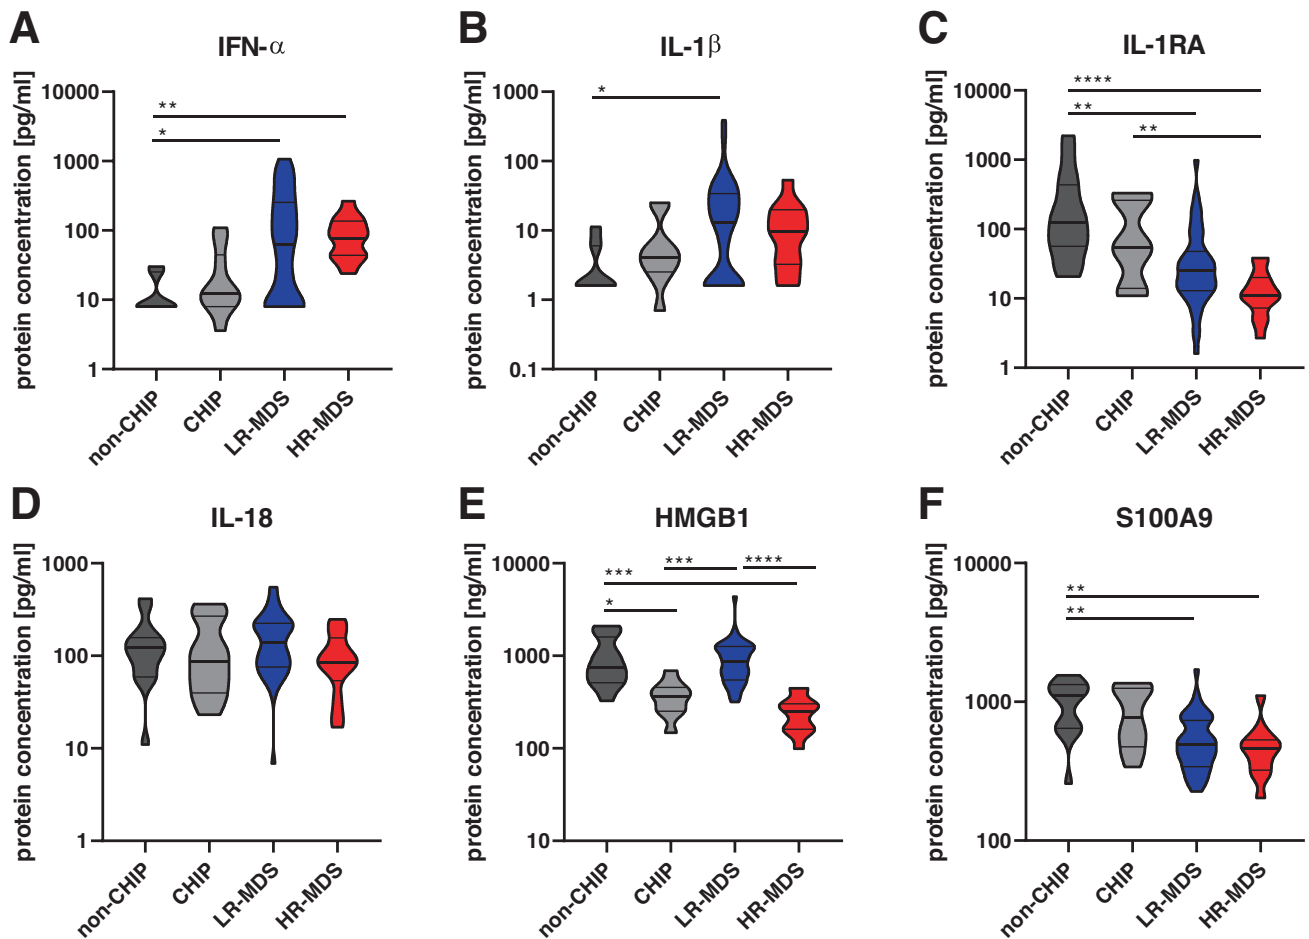 A
IFN-α
protein concentration [pg/ml]
10000
1000
100
10
1
**
*
non-CHIP
CHIP
LR-MDS
HR-MDS
B
IL-1β
protein concentration [pg/ml]
1000
100
10
1
0.1
*
non-CHIP
CHIP
LR-MDS
HR-MDS
C
IL-1RA
protein concentration [pg/ml]
10000
1000
100
10
1
****
**
**
non-CHIP
CHIP
LR-MDS
HR-MDS
D
IL-18
protein concentration [pg/ml]
1000
100
10
1
non-CHIP
CHIP
LR-MDS
HR-MDS
E
HMGB1
protein concentration [ng/ml]
10000
1000
100
10
*** ****
***
*
non-CHIP
CHIP
LR-MDS
HR-MDS
F
S100A9
protein concentration [pg/ml]
10000
1000
100
**
**
non-CHIP
CHIP
LR-MDS
HR-MDS